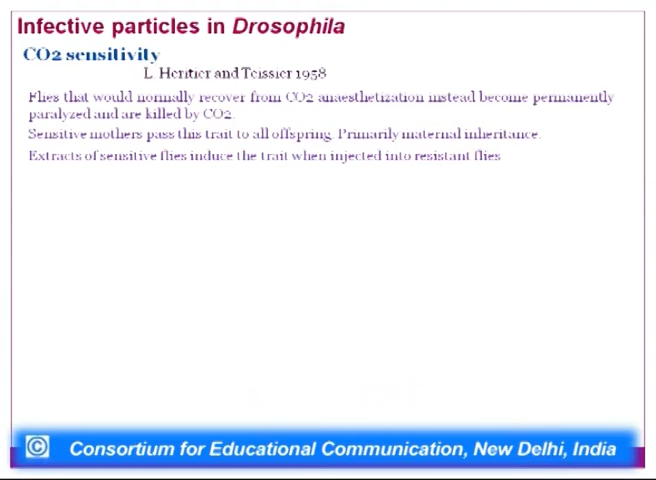 Infective particles in Drosophila
CO2 sensitivity
L. Heritier and Teissier 1958
Flies that would normally recover from CO2 anaesthetization instead become permanently
paralyzed and are killed by CO2.
Sensitive mothers pass this trait to all offspring. Primarily maternal inheritance.
Extracts of sensitive flies induce the trait when injected into resistant flies
© Consortium for Educational Communication, New Delhi, India